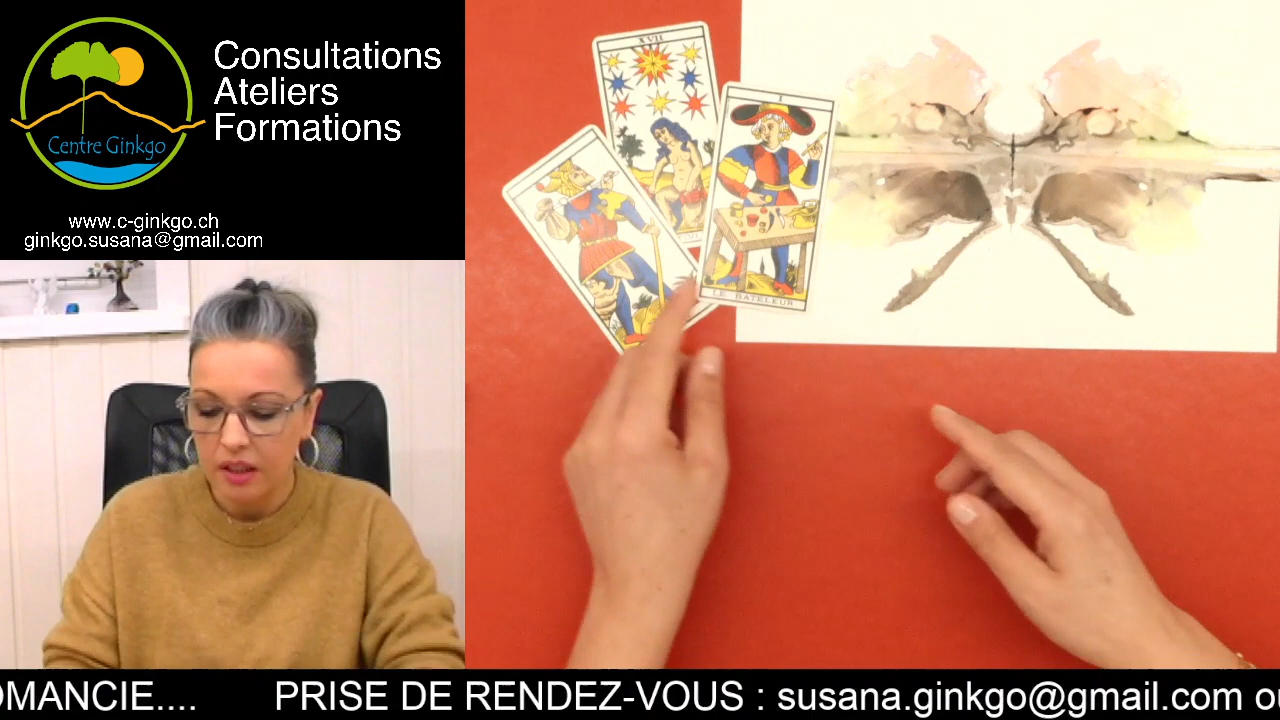 Consultations
Ateliers
Formations
Centre Ginkgo
www.c-ginkgo.ch
ginkgo.susana@gmail.com
XVII
I
LE BATELEUR
OMANCIE.... PRISE DE RENDEZ-VOUS : susana.ginkgo@gmail.com ou